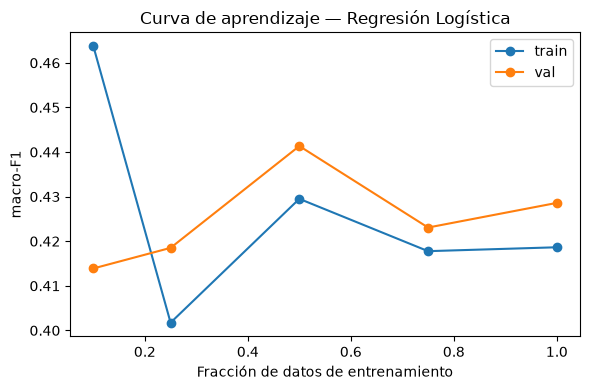 Curva de aprendizaje — Regresión Logística
train
val
macro-F1
0.46
0.45
0.44
0.43
0.42
0.41
0.40
0.2
0.4
0.6
0.8
1.0
Fracción de datos de entrenamiento